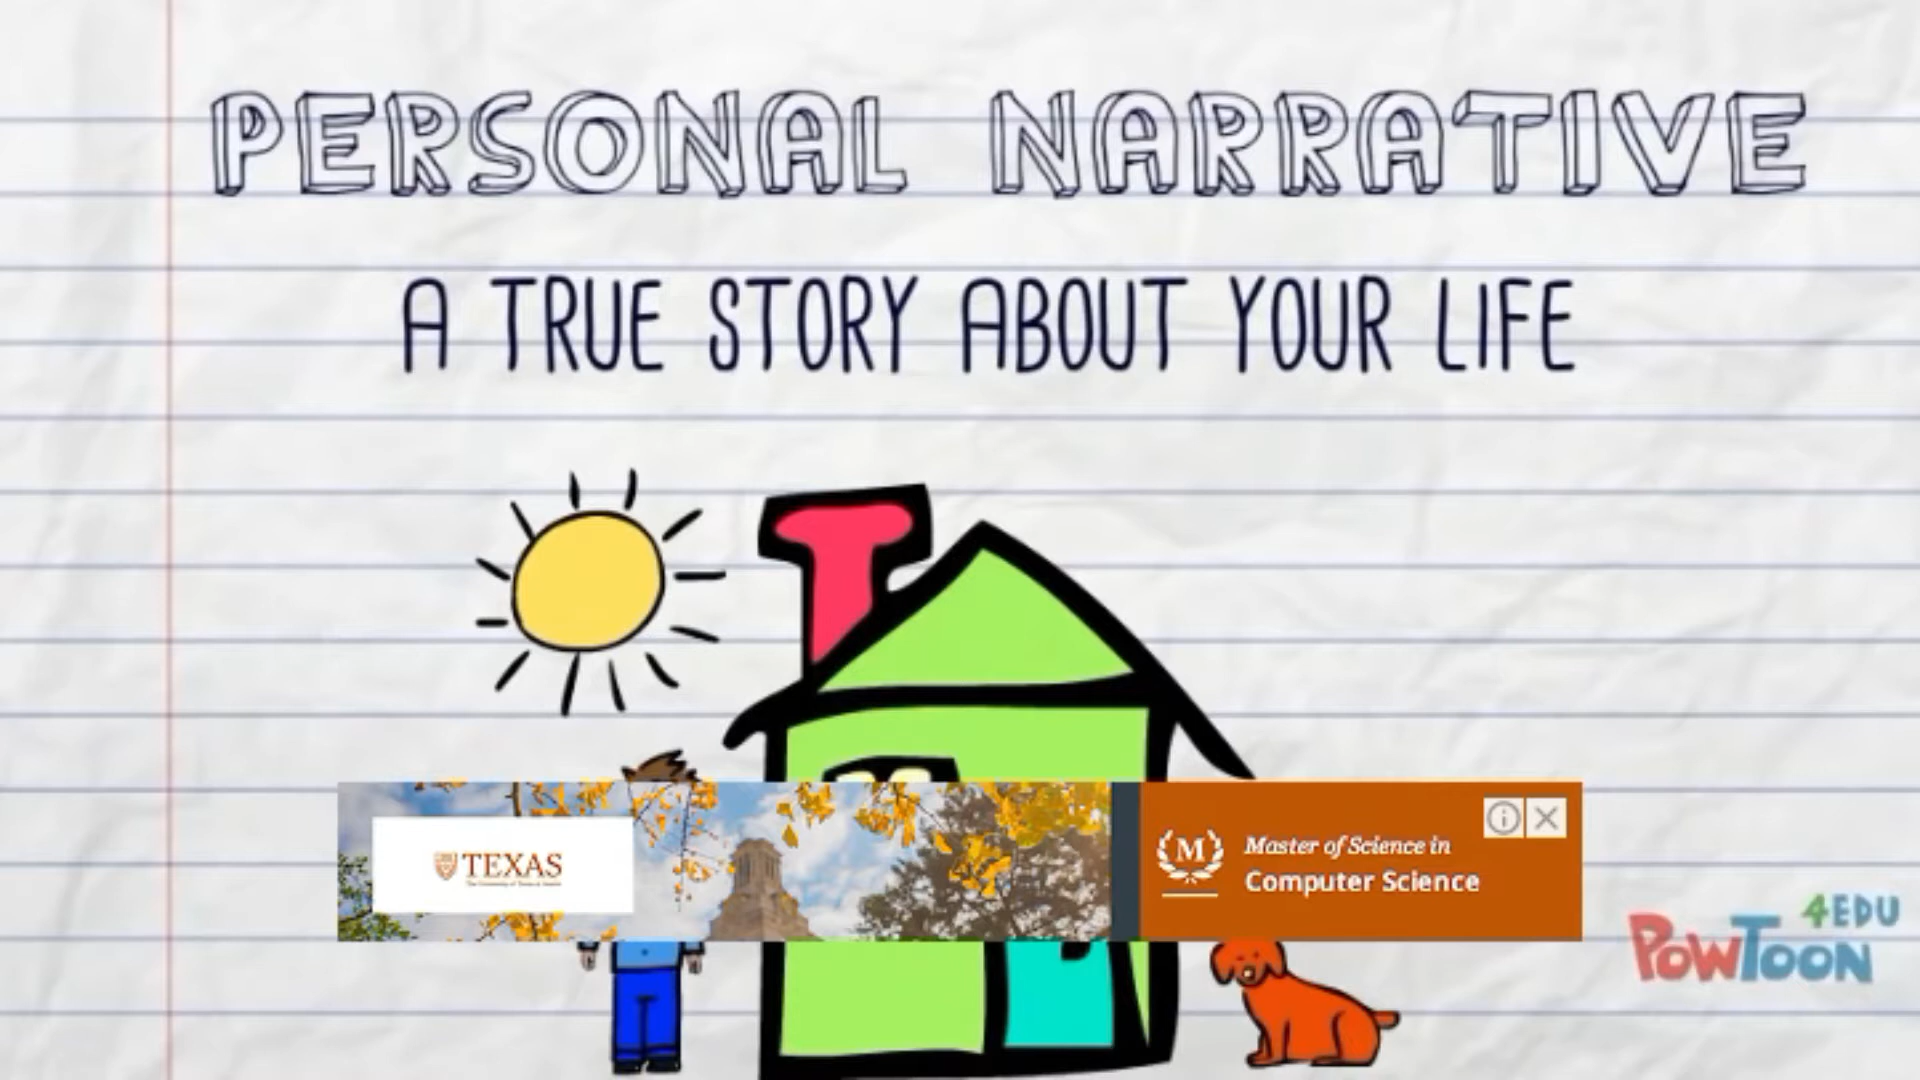 PERSONAL NARRATIVE
A TRUE STORY ABOUT YOUR LIFE
TEXAS
M
Master of Science in
Computer Science
4EDU
POWTOON